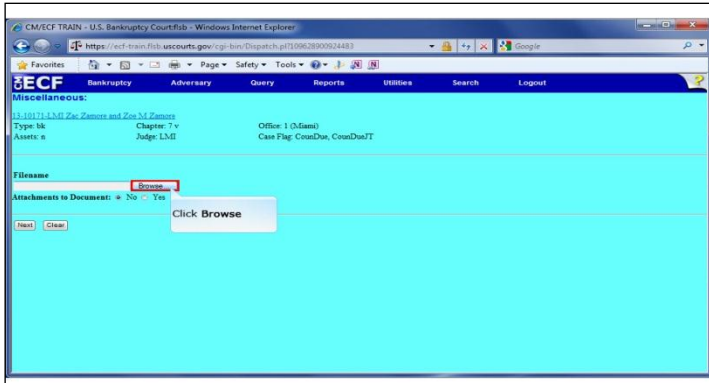 CM/ECF TRAIN - U.S. Bankruptcy Court:flsb - Windows Internet Explorer
https://ecf-train.flsb.uscourts.gov/cgi-bin/Dispatch.pl?109628900924483 Google
Favorites Page Safety Tools
ECF Bankruptcy Adversary Query Reports Utilities Search Logout ?
Miscellaneous:
13-10171-LMI Zac Zamore and Zoe M Zamore
Type: bk Chapter: 7 v Office: 1 (Miami)
Assets: n Judge: LMI Case Flag: CounDue, CounDueJT
Filename
Browse...
Attachments to Document: No Yes
Click Browse
Next Clear